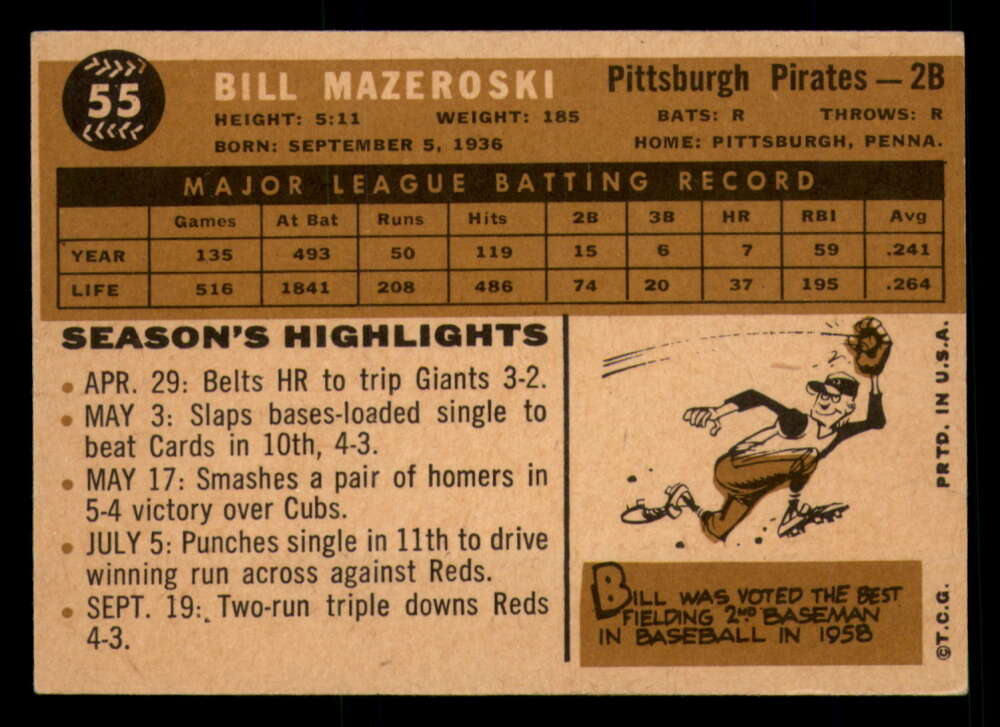 55
BILL MAZEROSKI
Pittsburgh Pirates — 2B
HEIGHT: 5:11 WEIGHT: 185 BATS: R THROWS: R
BORN: SEPTEMBER 5, 1936 HOME: PITTSBURGH, PENNA.
MAJOR LEAGUE BATTING RECORD
Games At Bat Runs Hits 2B 3B HR RBI Avg
YEAR 135 493 50 119 15 6 7 59 .241
LIFE 516 1841 208 486 74 20 37 195 .264
SEASON'S HIGHLIGHTS
• APR. 29: Belts HR to trip Giants 3-2.
• MAY 3: Slaps bases-loaded single to
beat Cards in 10th, 4-3.
• MAY 17: Smashes a pair of homers in
5-4 victory over Cubs.
• JULY 5: Punches single in 11th to drive
winning run across against Reds.
• SEPT. 19: Two-run triple downs Reds
4-3.
BILL WAS VOTED THE BEST
FIELDING 2ND BASEMAN
IN BASEBALL IN 1958
PRTD. IN U.S.A.
©T.C.G.